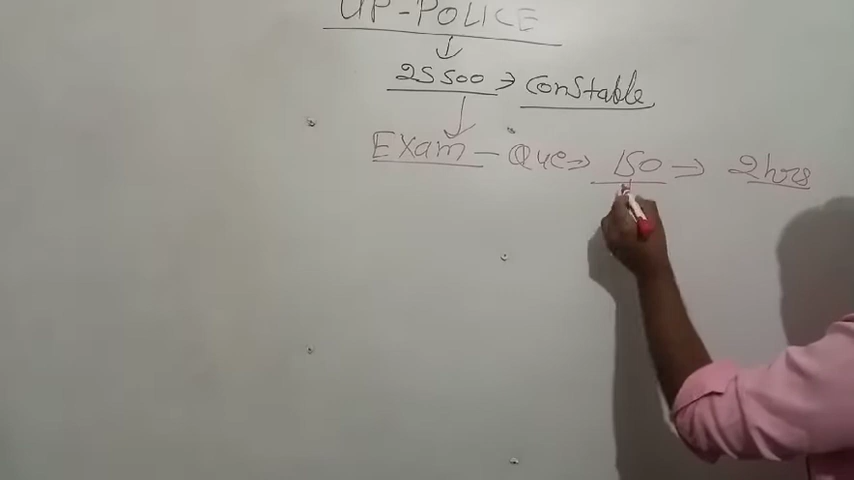 UP-POLICE
25500 → Constable
Exam - Que ⇒ 150 → 2hrs